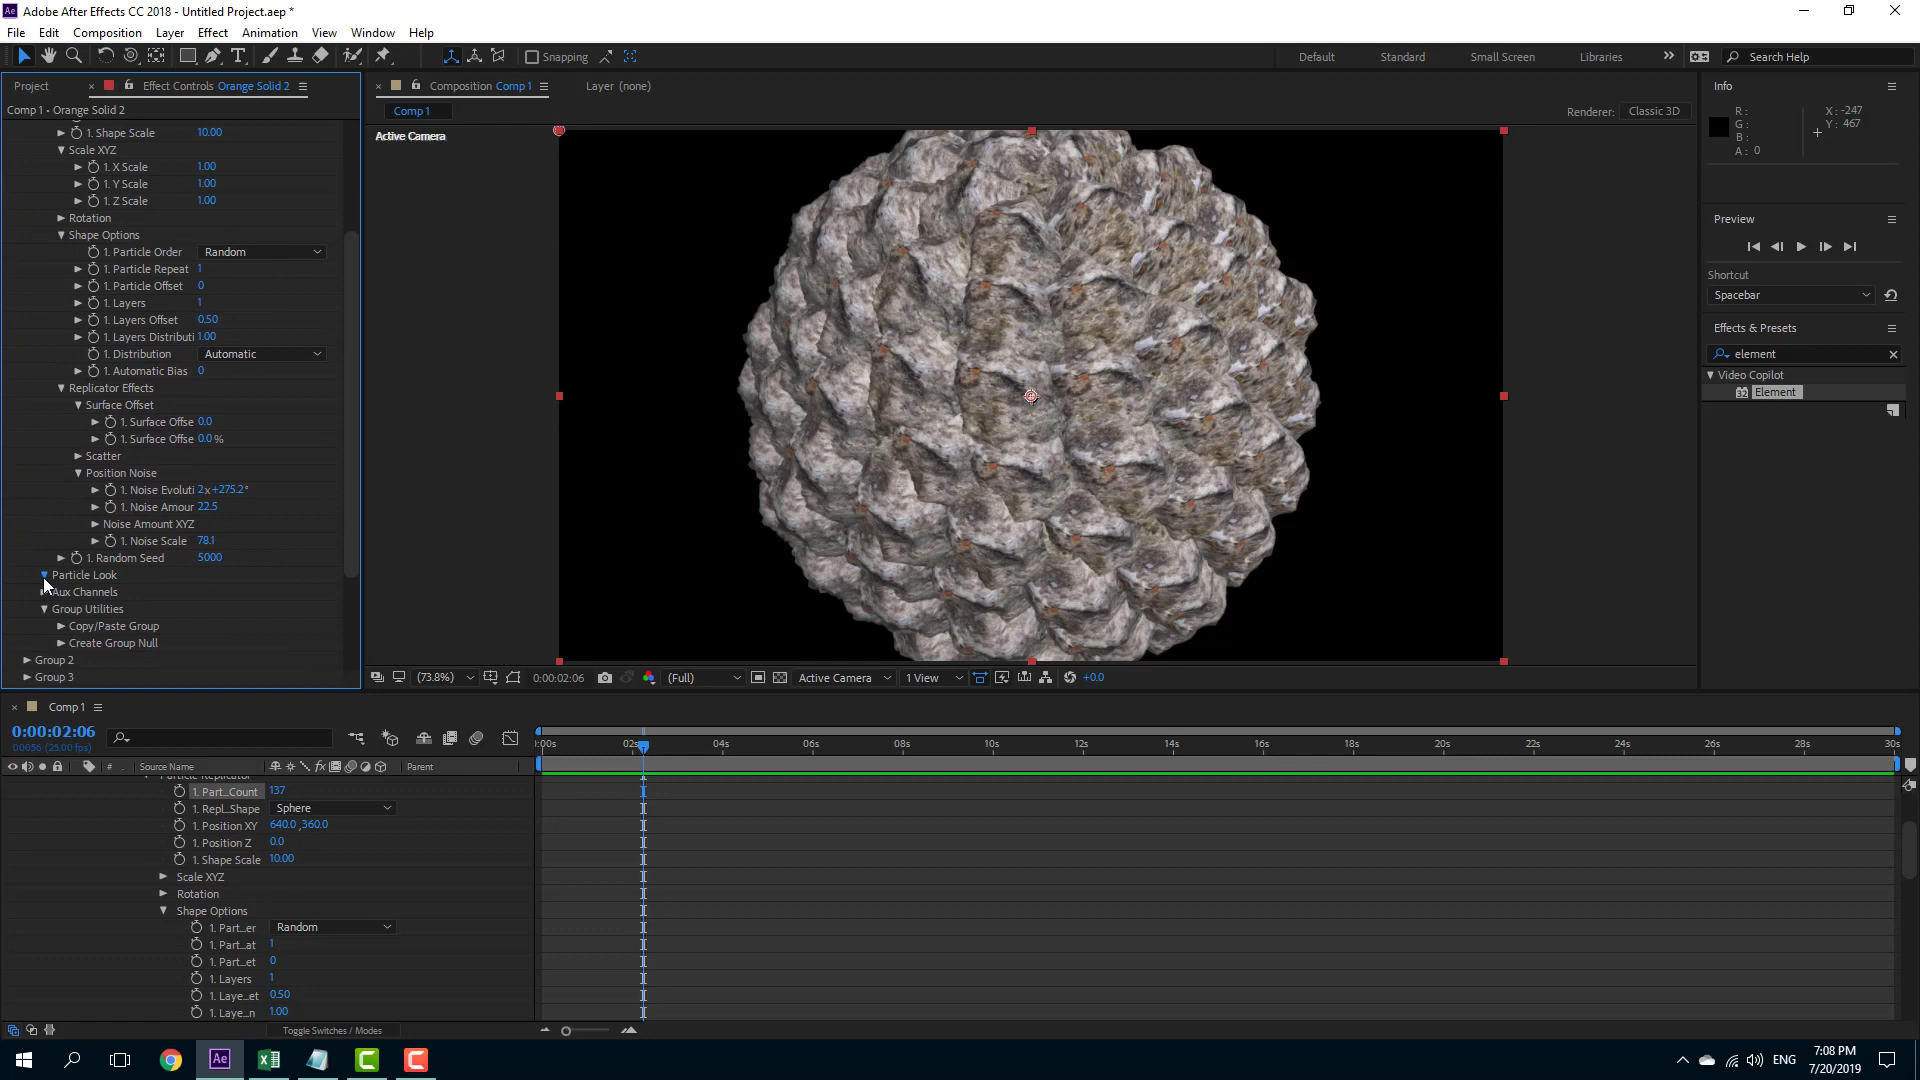 Adobe After Effects CC 2018 - Untitled Project.aep *
File Edit Composition Layer Effect Animation View Window Help
Snapping Default Standard Small Screen Libraries Search Help
Project Effect Controls Orange Solid 2
Comp 1 • Orange Solid 2
1. Shape Scale 10.00
Scale XYZ
1. X Scale 1.00
1. Y Scale 1.00
1. Z Scale 1.00
Rotation
Shape Options
1. Particle Order Random
1. Particle Repeat 1
1. Particle Offset 0
1. Layers 1
1. Layers Offset 0.50
1. Layers Distributi 1.00
1. Distribution Automatic
1. Automatic Bias 0
Replicator Effects
Surface Offset
1. Surface Offse 0.0
1. Surface Offse 0.0 %
Scatter
Position Noise
1. Noise Evoluti 2x+275.2°
1. Noise Amour 22.5
Noise Amount XYZ
1. Noise Scale 78.1
1. Random Seed 5000
Particle Look
Aux Channels
Group Utilities
Copy/Paste Group
Create Group Null
Group 2
Group 3
Composition Comp 1 Layer (none)
Comp 1
Renderer: Classic 3D
Active Camera
(73.8%) 0:00:02:06 (Full) Active Camera 1 View +0.0
Info
R: X: -247
G: Y: 467
B:
A: 0
Preview
Shortcut
Spacebar
Effects & Presets
element
Video Copilot
32 Element
Comp 1
0:00:02:06
00056 (25.00 fps)
# Source Name fx Parent
Particle Replicator
1. Part...Count 137
1. Repl...Shape Sphere
1. Position XY 640.0 ,360.0
1. Position Z 0.0
1. Shape Scale 10.00
Scale XYZ
Rotation
Shape Options
1. Part...er Random
1. Part...at 1
1. Part...et 0
1. Layers 1
1. Laye...et 0.50
1. Laye...n 1.00
Toggle Switches / Modes
:00s 02s 04s 06s 08s 10s 12s 14s 16s 18s 20s 22s 24s 26s 28s 30s
Ae
ENG
7:08 PM
7/20/2019